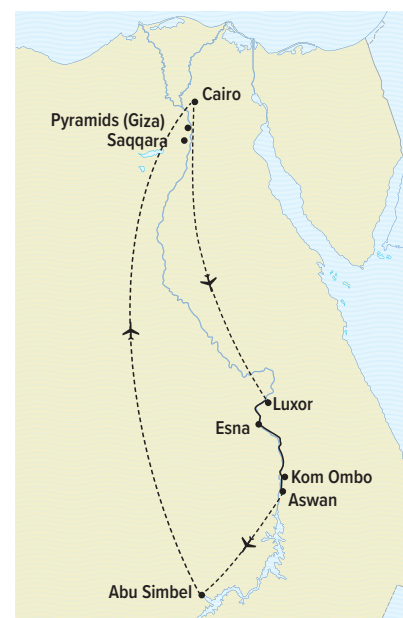 Cairo
Pyramids (Giza)
Saqqara
Luxor
Esna
Kom Ombo
Aswan
Abu Simbel